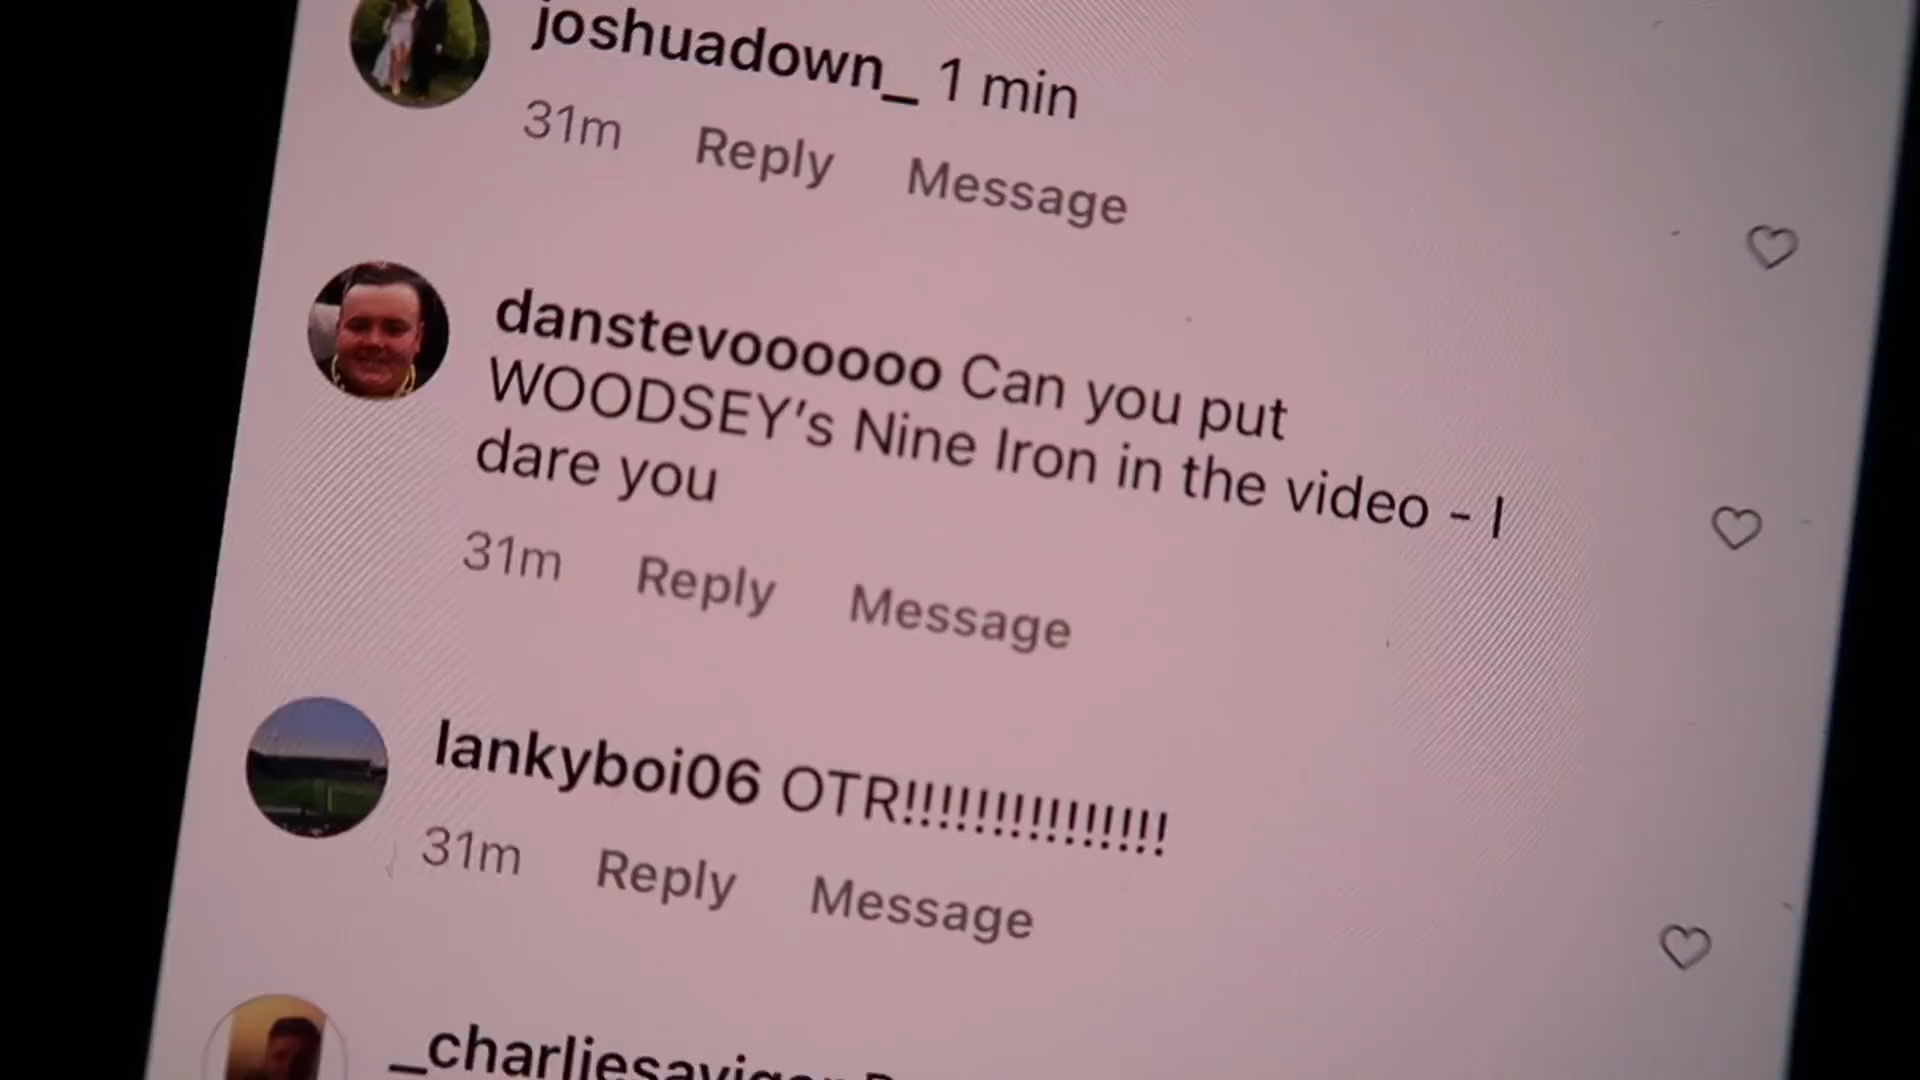 joshuadown_ 1 min
31m Reply Message
danstevoooooo Can you put
WOODSEY's Nine Iron in the video - I
dare you
31m Reply Message
lankyboi06 OTR!!!!!!!!!!!!!!!
31m Reply Message